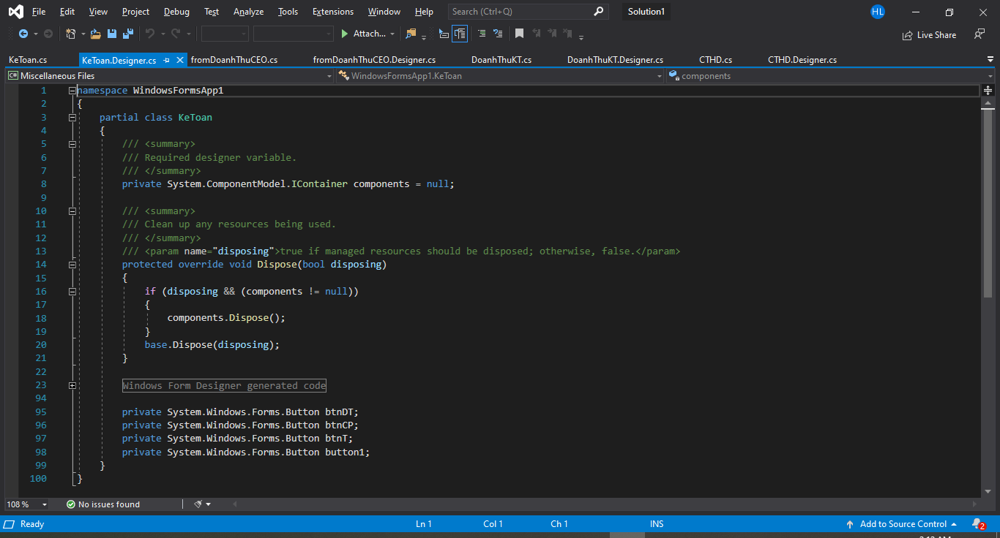 File Edit View Project Debug Test Analyze Tools Extensions Window Help Search (Ctrl+Q) Solution1 HL
Attach... Live Share
KeToan.cs KeToan.Designer.cs fromDoanhThuCEO.cs fromDoanhThuCEO.Designer.cs DoanhThuKT.cs DoanhThuKT.Designer.cs CTHD.cs CTHD.Designer.cs
C# Miscellaneous Files WindowsFormsApp1.KeToan components
1 namespace WindowsFormsApp1
2 {
3 partial class KeToan
4 {
5 /// <summary>
6 /// Required designer variable.
7 /// </summary>
8 private System.ComponentModel.IContainer components = null;
9
10 /// <summary>
11 /// Clean up any resources being used.
12 /// </summary>
13 /// <param name="disposing">true if managed resources should be disposed; otherwise, false.</param>
14 protected override void Dispose(bool disposing)
15 {
16 if (disposing && (components != null))
17 {
18 components.Dispose();
19 }
20 base.Dispose(disposing);
21 }
22
23 Windows Form Designer generated code
94
95 private System.Windows.Forms.Button btnDT;
96 private System.Windows.Forms.Button btnCP;
97 private System.Windows.Forms.Button btnT;
98 private System.Windows.Forms.Button button1;
99 }
100 }
108 % No issues found
Ready Ln 1 Col 1 Ch 1 INS Add to Source Control 2